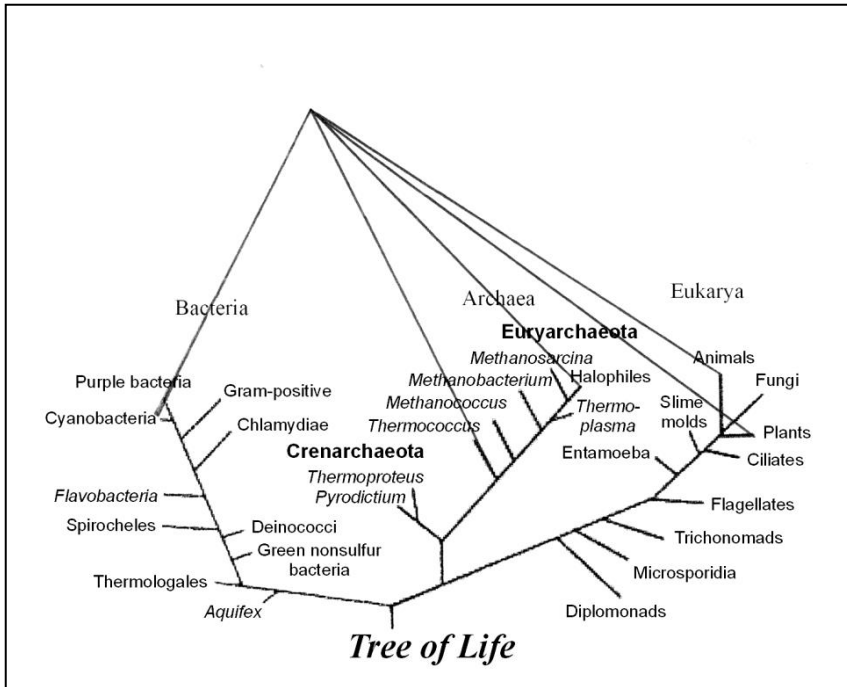 Bacteria
Archaea
Eukarya
Euryarchaeota
Methanosarcina
Animals
Purple bacteria
Gram-positive
Methanobacterium
Halophiles
Fungi
Cyanobacteria
Chlamydiae
Methanococcus
Thermo-
plasma
Slime
molds
Plants
Thermococcus
Crenarchaeota
Entamoeba
Ciliates
Thermoproteus
Pyrodictium
Flavobacteria
Flagellates
Spirocheles
Deinococci
Trichonomads
Green nonsulfur
bacteria
Microsporidia
Thermologales
Aquifex
Diplomonads
Tree of Life